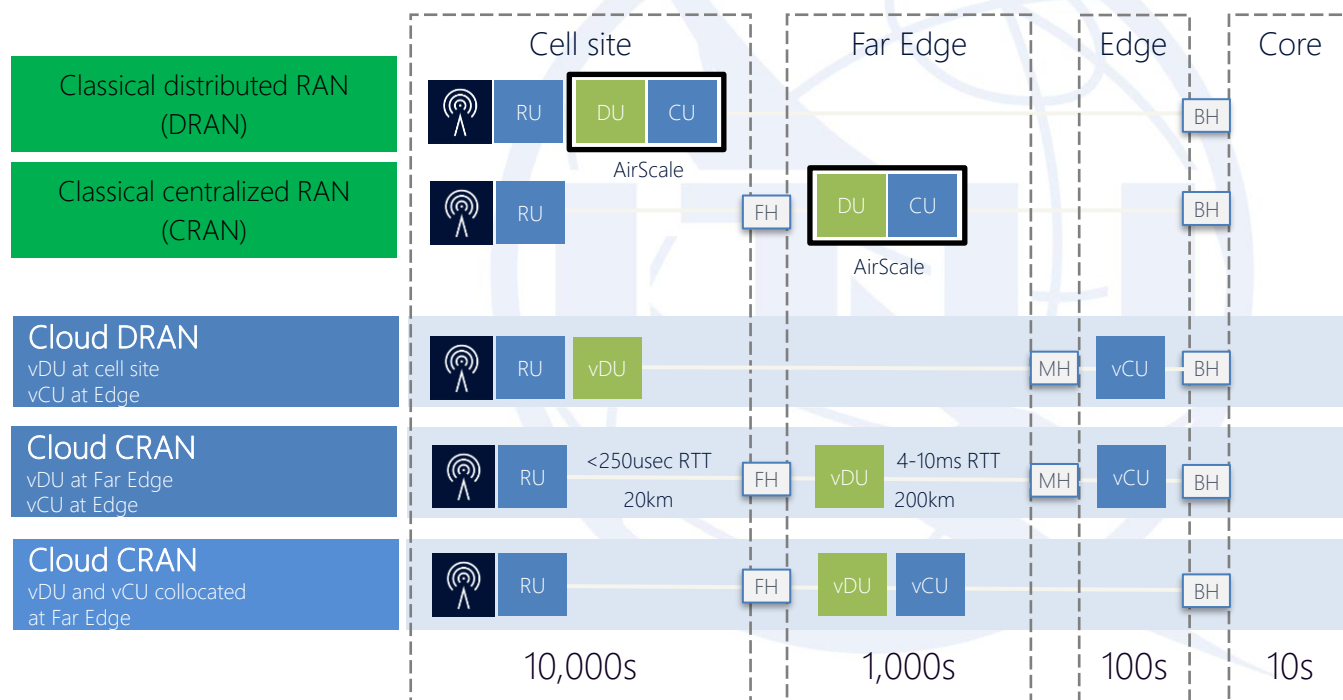 Cell site
Far Edge
Edge
Core
Classical distributed RAN
(DRAN)
RU
DU
CU
BH
AirScale
Classical centralized RAN
(CRAN)
RU
FH
DU
CU
BH
AirScale
Cloud DRAN
vDU at cell site
vCU at Edge
RU
vDU
MH
vCU
BH
Cloud CRAN
vDU at Far Edge
vCU at Edge
RU
<250usec RTT
20km
FH
vDU
4-10ms RTT
200km
MH
vCU
BH
Cloud CRAN
vDU and vCU collocated
at Far Edge
RU
FH
vDU
vCU
BH
10,000s
1,000s
100s
10s